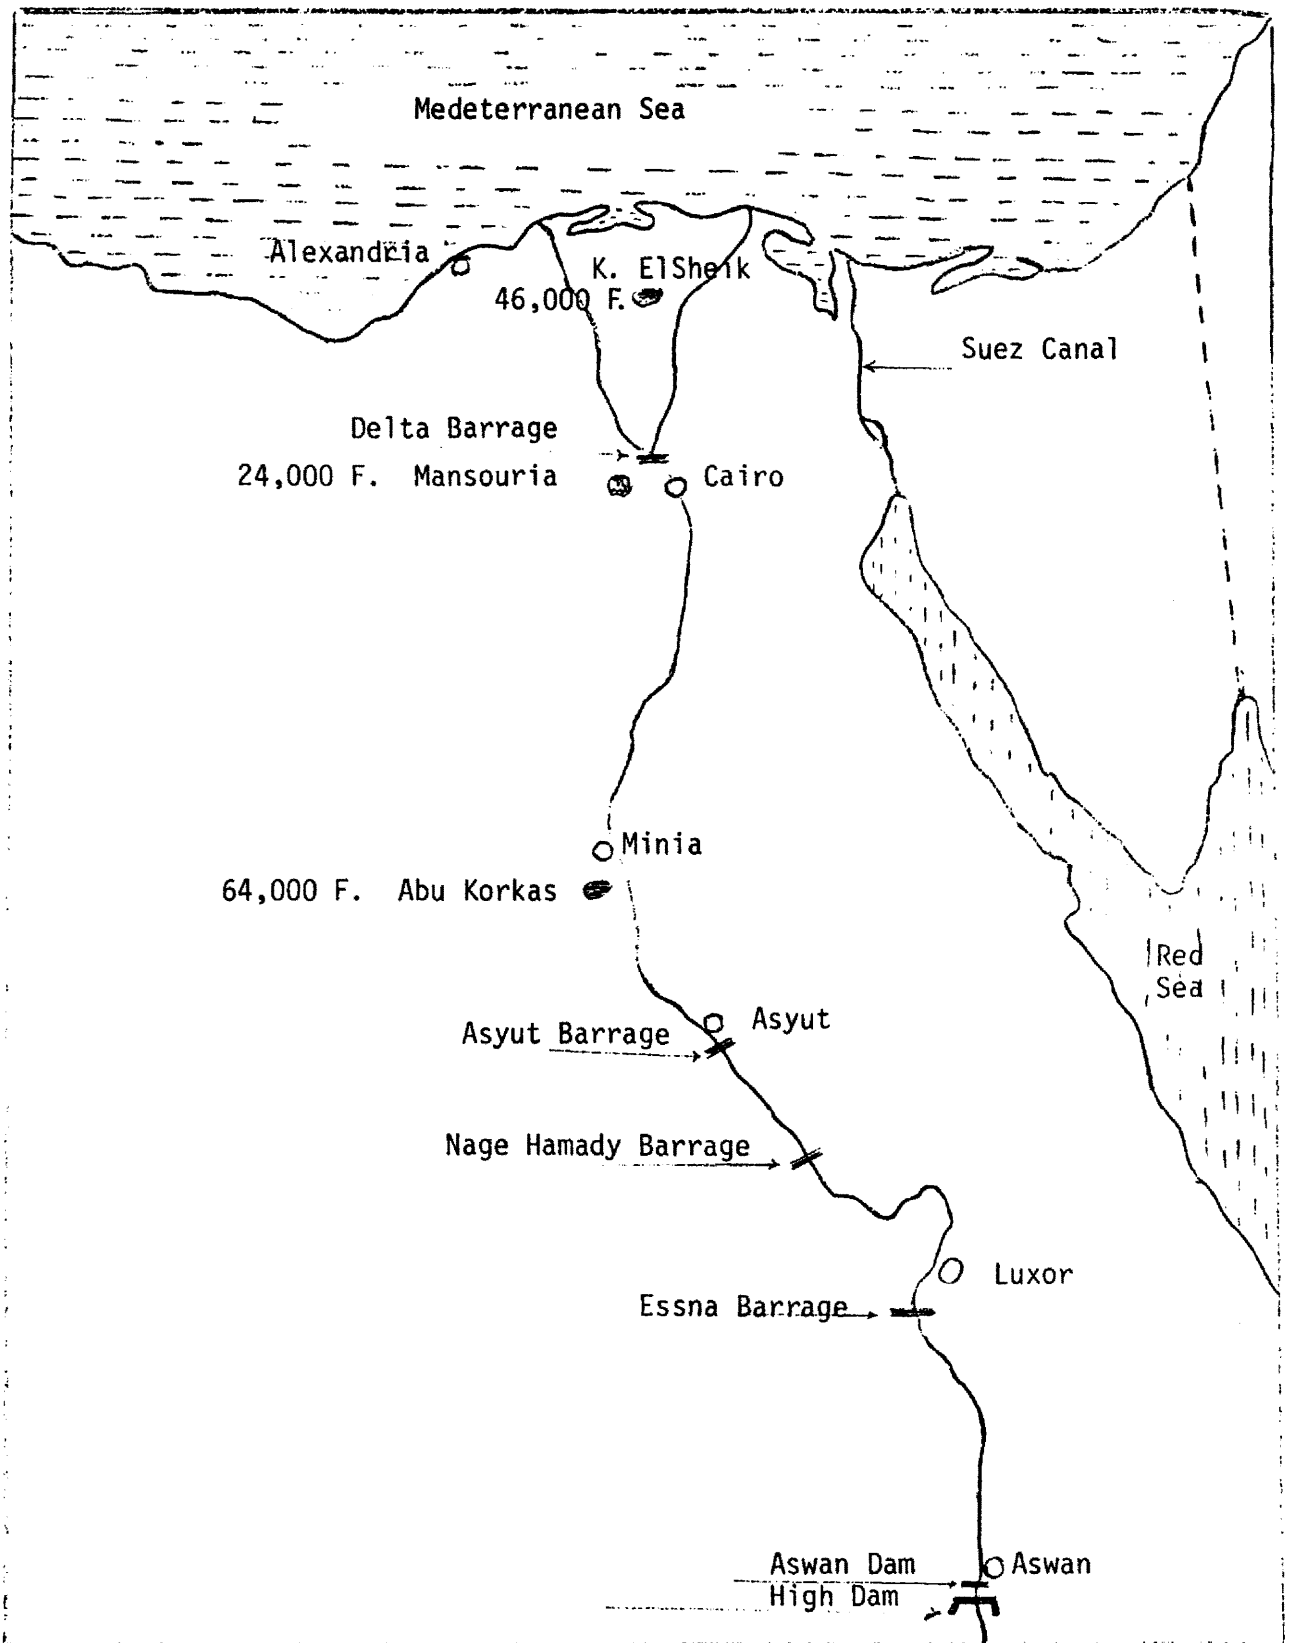 Medeterranean Sea
Alexandria
K. ElSheik
46,000 F.
Suez Canal
Delta Barrage
24,000 F. Mansouria
Cairo
Minia
64,000 F. Abu Korkas
Red
Sea
Asyut
Asyut Barrage
Nage Hamady Barrage
Luxor
Essna Barrage
Aswan Dam
Aswan
High Dam